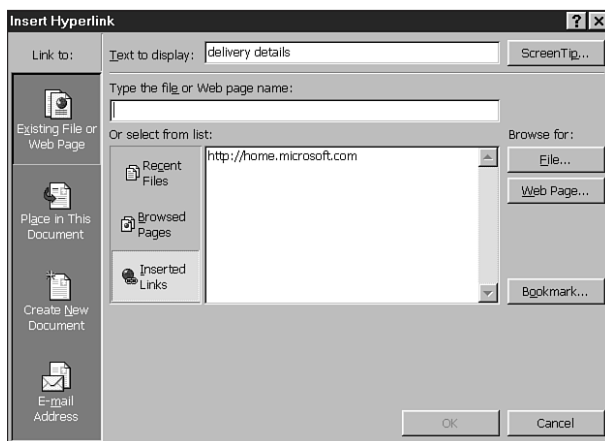 Insert Hyperlink
? x
Link to:
Text to display:
delivery details
ScreenTip...
Type the file or Web page name:
Existing File or
Web Page
Or select from list:
Browse for:
Recent
Files
http://home.microsoft.com
File...
Web Page...
Place in This
Document
Browsed
Pages
Inserted
Links
Bookmark...
Create New
Document
E-mail
Address
OK
Cancel